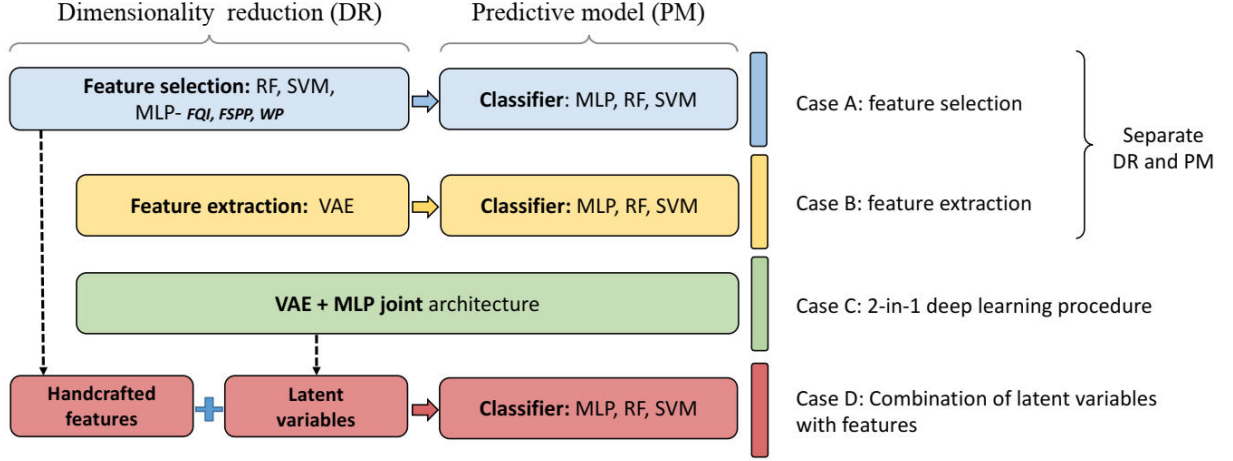 Dimensionality reduction (DR)
Predictive model (PM)
Feature selection: RF, SVM,
MLP- FQI, FSPP, WP
Classifier: MLP, RF, SVM
Case A: feature selection
Separate
DR and PM
Feature extraction: VAE
Classifier: MLP, RF, SVM
Case B: feature extraction
VAE + MLP joint architecture
Case C: 2-in-1 deep learning procedure
Handcrafted
features
Latent
variables
Classifier: MLP, RF, SVM
Case D: Combination of latent variables
with features